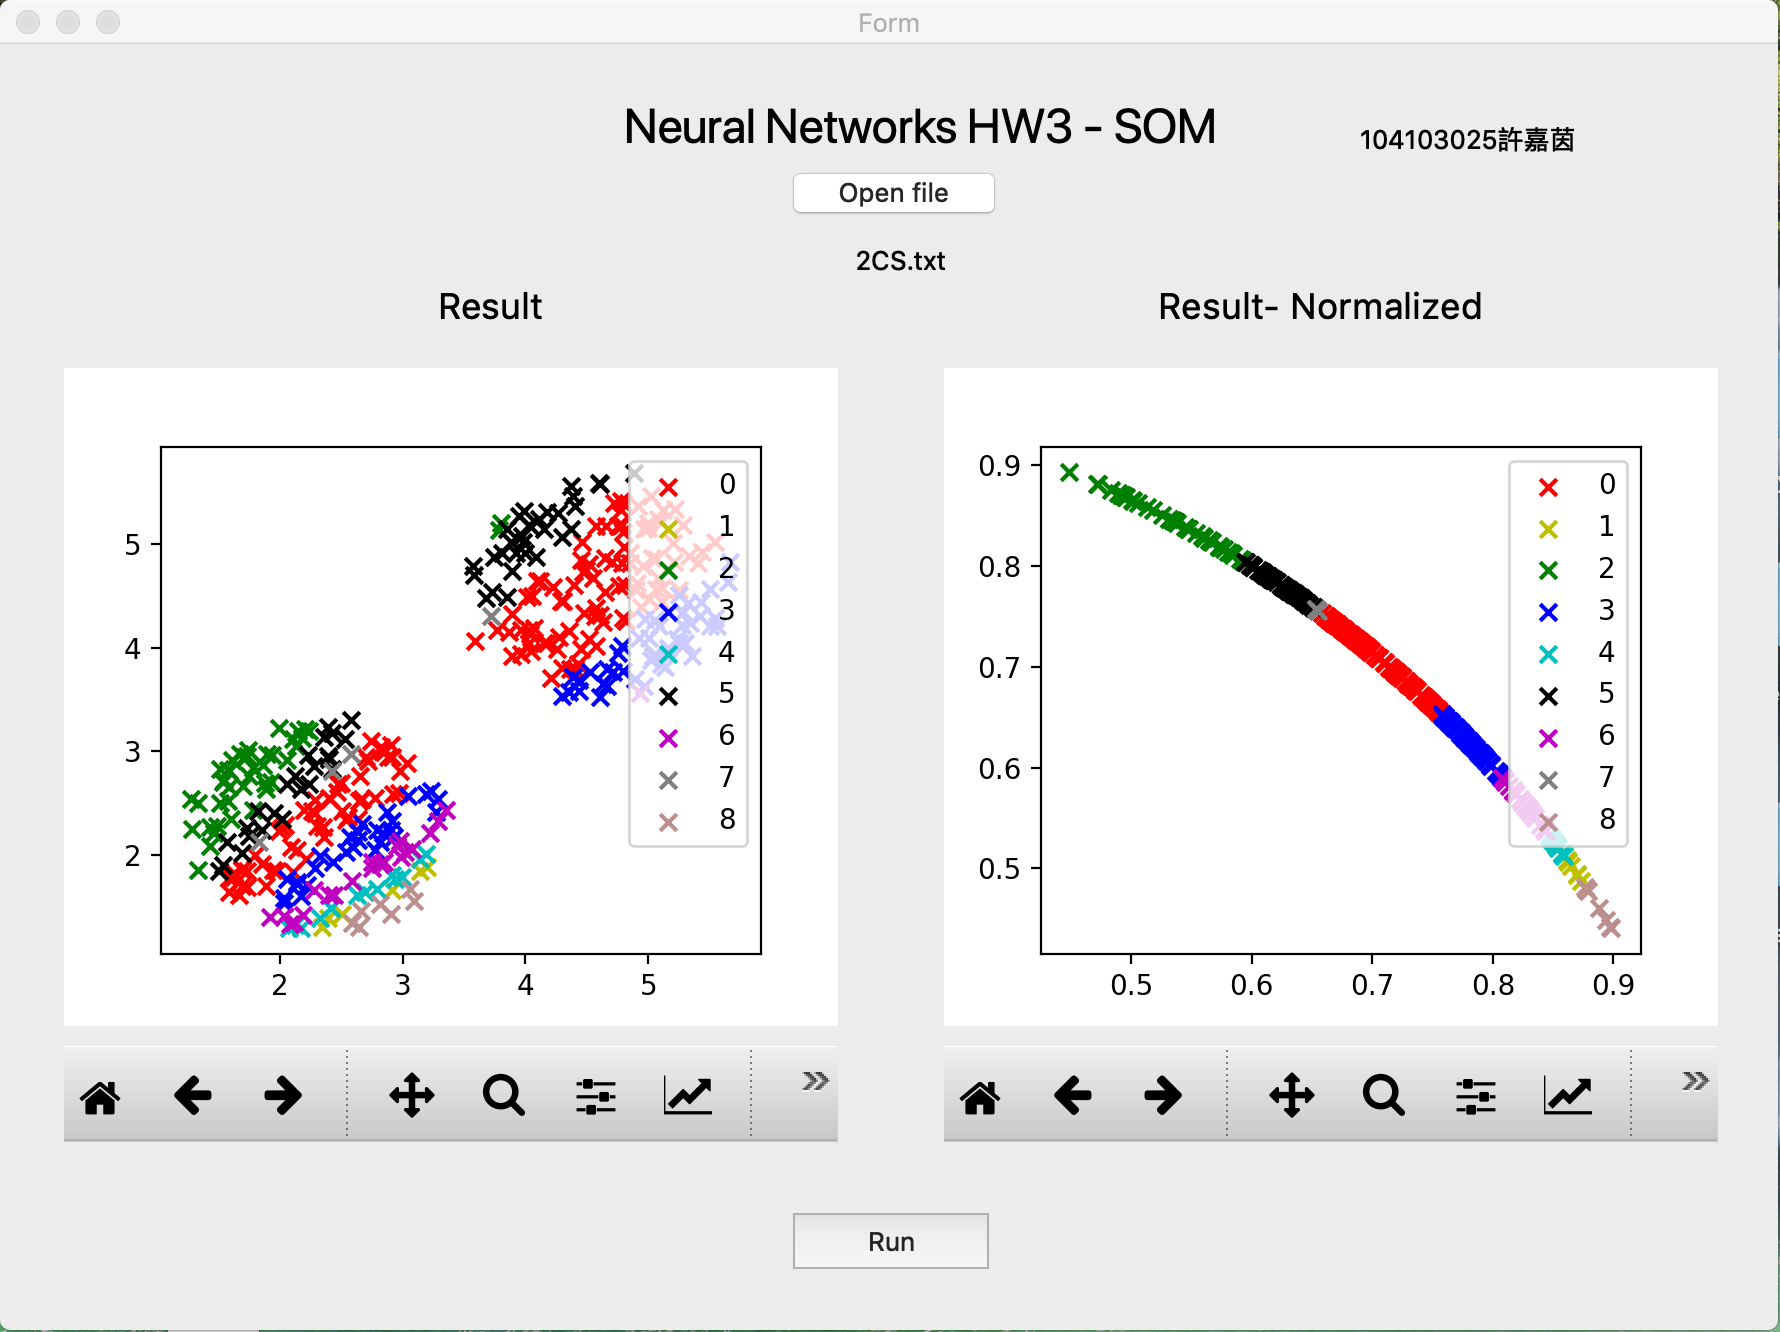 Form
Neural Networks HW3 - SOM
104103025許嘉茵
Open file
2CS.txt
Result
Result- Normalized
5
4
3
2
2 3 4 5
0
1
2
3
4
5
6
7
8
0.9
0.8
0.7
0.6
0.5
0.5 0.6 0.7 0.8 0.9
0
1
2
3
4
5
6
7
8
Run